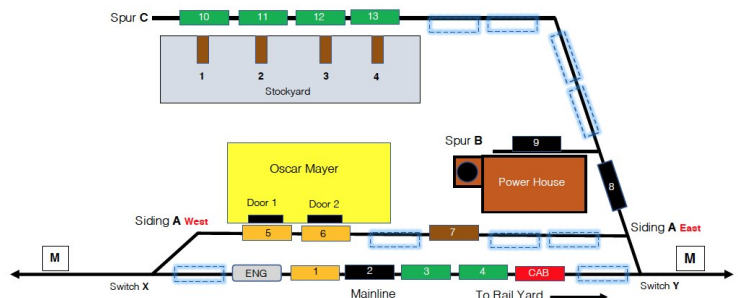 Spur C 10 11 12 13
1 2 3 4
Stockyard
Spur B 9
Oscar Mayer
Power House
8
Door 1 Door 2
Siding A West
5 6 7
Siding A East
M
M
ENG 1 2 3 4 CAB
Switch X
Mainline
To Rail Yard
Switch Y